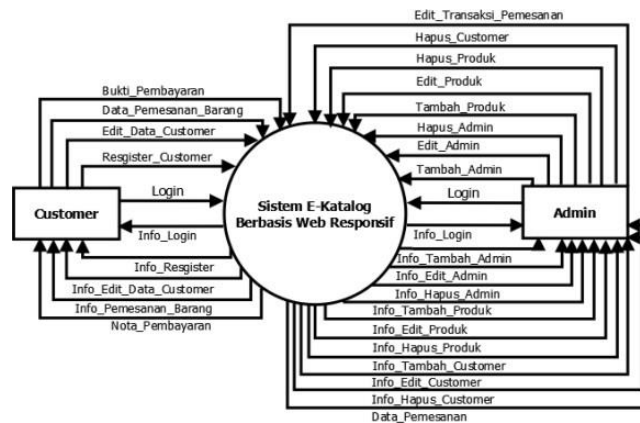 Edit_Transaksi_Pemesanan
Hapus_Customer
Hapus_Produk
Edit_Produk
Tambah_Produk
Hapus_Admin
Edit_Admin
Tambah_Admin
Login
Info_Login
Bukti_Pembayaran
Data_Pemesanan_Barang
Edit_Data_Customer
Resgister_Customer
Login
Customer
Info_Login
Info_Resgister
Info_Edit_Data_Customer
Info_Pemesanan_Barang
Nota_Pembayaran
Sistem E-Katalog
Berbasis Web Responsif
Admin
Info_Tambah_Admin
Info_Edit_Admin
Info_Hapus_Admin
Info_Tambah_Produk
Info_Edit_Produk
Info_Hapus_Produk
Info_Tambah_Customer
Info_Edit_Customer
Info_Hapus_Customer
Data_Pemesanan